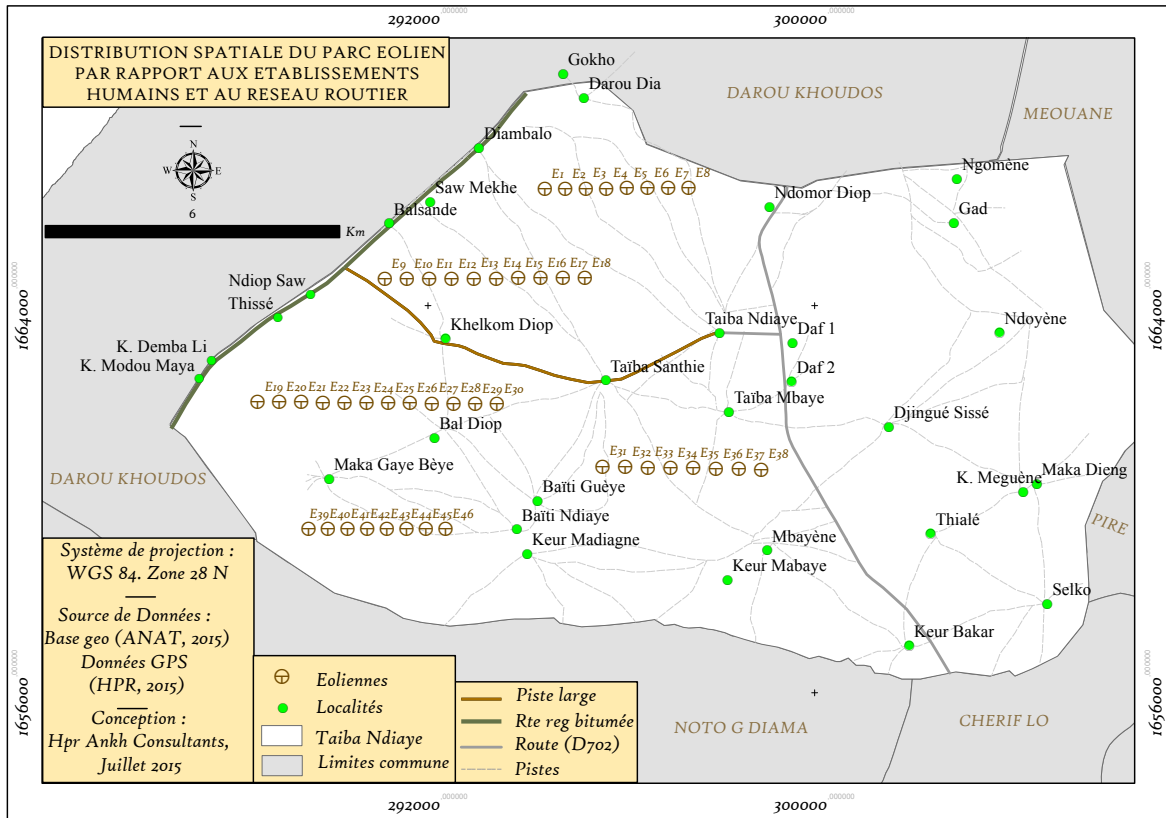 ,000000
,000000
292000
300000
DISTRIBUTION SPATIALE DU PARC EOLIEN
PAR RAPPORT AUX ETABLISSEMENTS
HUMAINS ET AU RESEAU ROUTIER
N
W E
S
6
Km
Gokho
Darou Dia
DAROU KHOUDOS
MEOUANE
Diambalo
Ngomène
E1 E2 E3 E4 E5 E6 E7 E8
Saw Mekhe
Ndomor Diop
Balsande
Gad
E9 E10 E11 E12 E13 E14 E15 E16 E17 E18
Ndiop Saw
Thissé
,000000
1664000
,000000
1664000
Khelkom Diop
Taiba Ndiaye
Daf 1
Ndoyène
K. Demba Li
K. Modou Maya
Taïba Santhie
Daf 2
E19 E20 E21 E22 E23 E24 E25 E26 E27 E28 E29 E30
Taïba Mbaye
Djingué Sissé
Bal Diop
E31 E32 E33 E34 E35 E36 E37 E38
DAROU KHOUDOS
Maka Gaye Bèye
K. Meguène
Maka Dieng
Baïti Guèye
E39 E40 E41 E42 E43 E44 E45 E46
Baïti Ndiaye
Thialé
PIRE
Keur Madiagne
Mbayène
Keur Mabaye
Selko
Keur Bakar
Système de projection :
WGS 84. Zone 28 N
Source de Données :
Base geo (ANAT, 2015)
Données GPS
(HPR, 2015)
Conception :
Hpr Ankh Consultants,
Juillet 2015
,000000
1656000
,000000
1656000
Eoliennes
Localités
Taiba Ndiaye
Limites commune
Piste large
Rte reg bitumée
Route (D702)
Pistes
NOTO G DIAMA
CHERIF LO
,000000
,000000
292000
300000